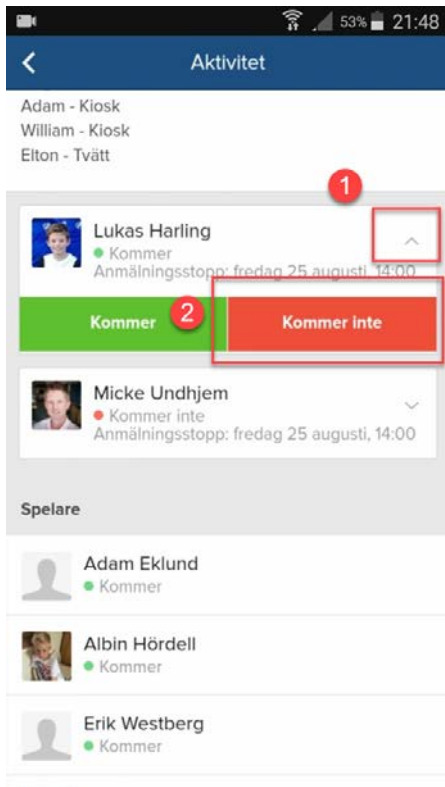 53% 21:48
Aktivitet
Adam - Kiosk
William - Kiosk
Elton - Tvätt
1
Lukas Harling
Kommer
Anmälningsstopp: fredag 25 augusti, 14:00
Kommer 2 Kommer inte
Micke Undhjem
Kommer inte
Anmälningsstopp: fredag 25 augusti, 14:00
Spelare
Adam Eklund
Kommer
Albin Hördell
Kommer
Erik Westberg
Kommer